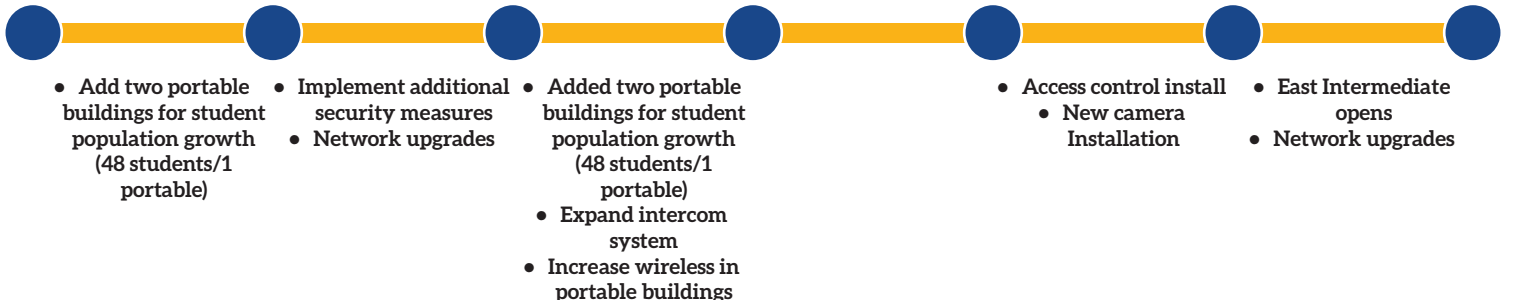 ● Add two portable
buildings for student
population growth
(48 students/1
portable)
● Implement additional
security measures
● Network upgrades
● Added two portable
buildings for student
population growth
(48 students/1
portable)
● Expand intercom
system
● Increase wireless in
portable buildings
● Access control install
● New camera
Installation
● East Intermediate
opens
● Network upgrades